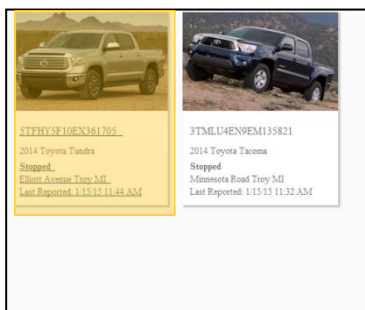 5TFHY5F10EX361705
2014 Toyota Tundra
Stopped
Elliott Avenue Troy MI
Last Reported: 1/15/15 11:44 AM
3TMLU4EN9EM135821
2014 Toyota Tacoma
Stopped
Minnesota Road Troy MI
Last Reported: 1/15/15 11:32 AM